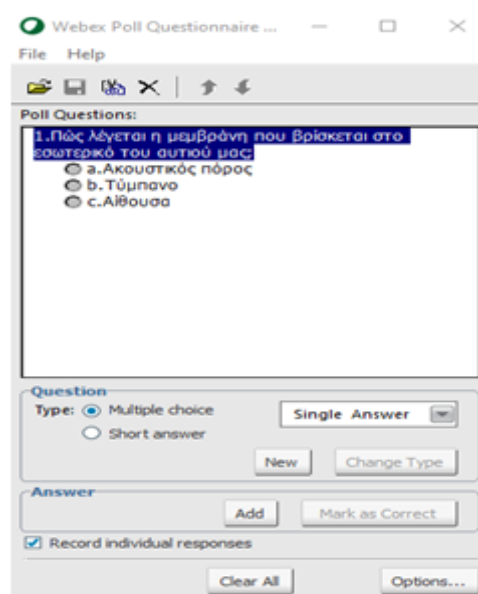 Webex Poll Questionnaire ...
File Help
Poll Questions:
1.Πώς λέγεται η μεμβράνη που βρίσκεται στο
εσωτερικό του αυτιού μας;
a.Ακουστικός πόρος
b.Τύμπανο
c.Αίθουσα
Question
Type: Multiple choice Single Answer
Short answer
New Change Type
Answer
Add Mark as Correct
Record individual responses
Clear All Options...